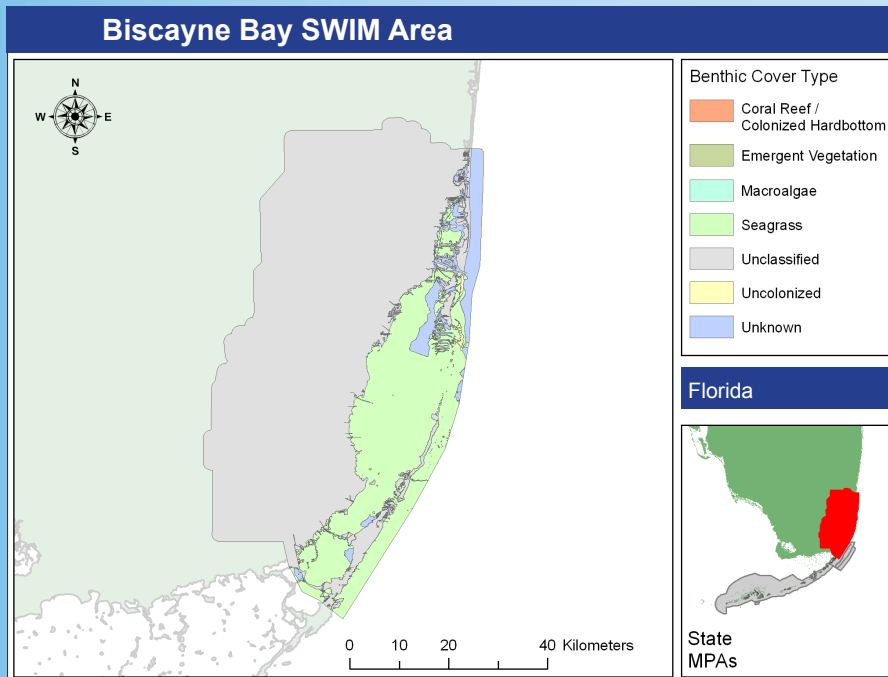 Biscayne Bay SWIM Area
N
W
E
S
0 10 20 40 Kilometers
Benthic Cover Type
Coral Reef /
Colonized Hardbottom
Emergent Vegetation
Macroalgae
Seagrass
Unclassified
Uncolonized
Unknown
Florida
State
MPAs